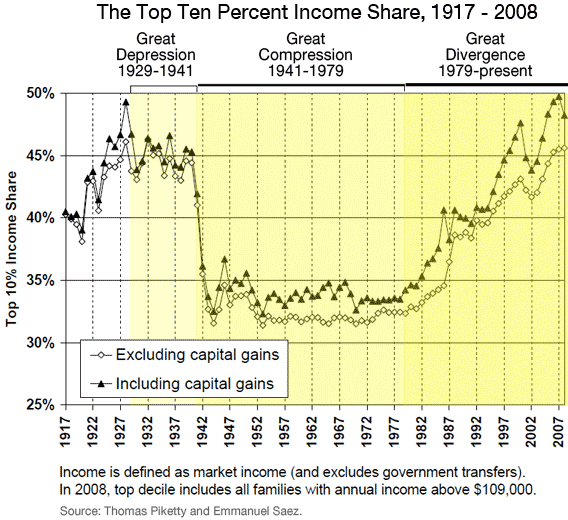 The Top Ten Percent Income Share, 1917 - 2008
Great
Depression
1929-1941
Great
Compression
1941-1979
Great
Divergence
1979-present
Top 10% Income Share
50%
45%
40%
35%
30%
25%
Excluding capital gains
Including capital gains
1917
1922
1927
1932
1937
1942
1947
1952
1957
1962
1967
1972
1977
1982
1987
1992
1997
2002
2007
Income is defined as market income (and excludes government transfers).
In 2008, top decile includes all families with annual income above $109,000.
Source: Thomas Piketty and Emmanuel Saez.